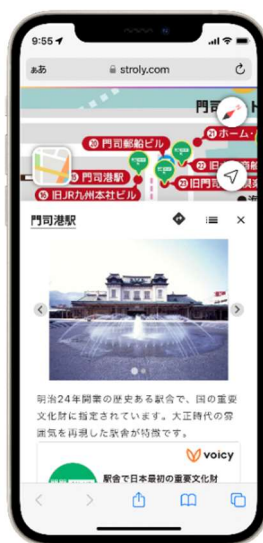 9:55
ぁあ stroly.com
門
⑳ 門司郵船ビル
㉑ ホーム・
門司港駅
⑯ 旧JR九州本社ビル
㉓ 旧門司
門司港駅
明治24年開業の歴史ある駅舎で、国の重要
文化財に指定されています。大正時代の雰
囲気を再現した駅舎が特徴です。
voicy
駅舎で日本最初の重要文化財